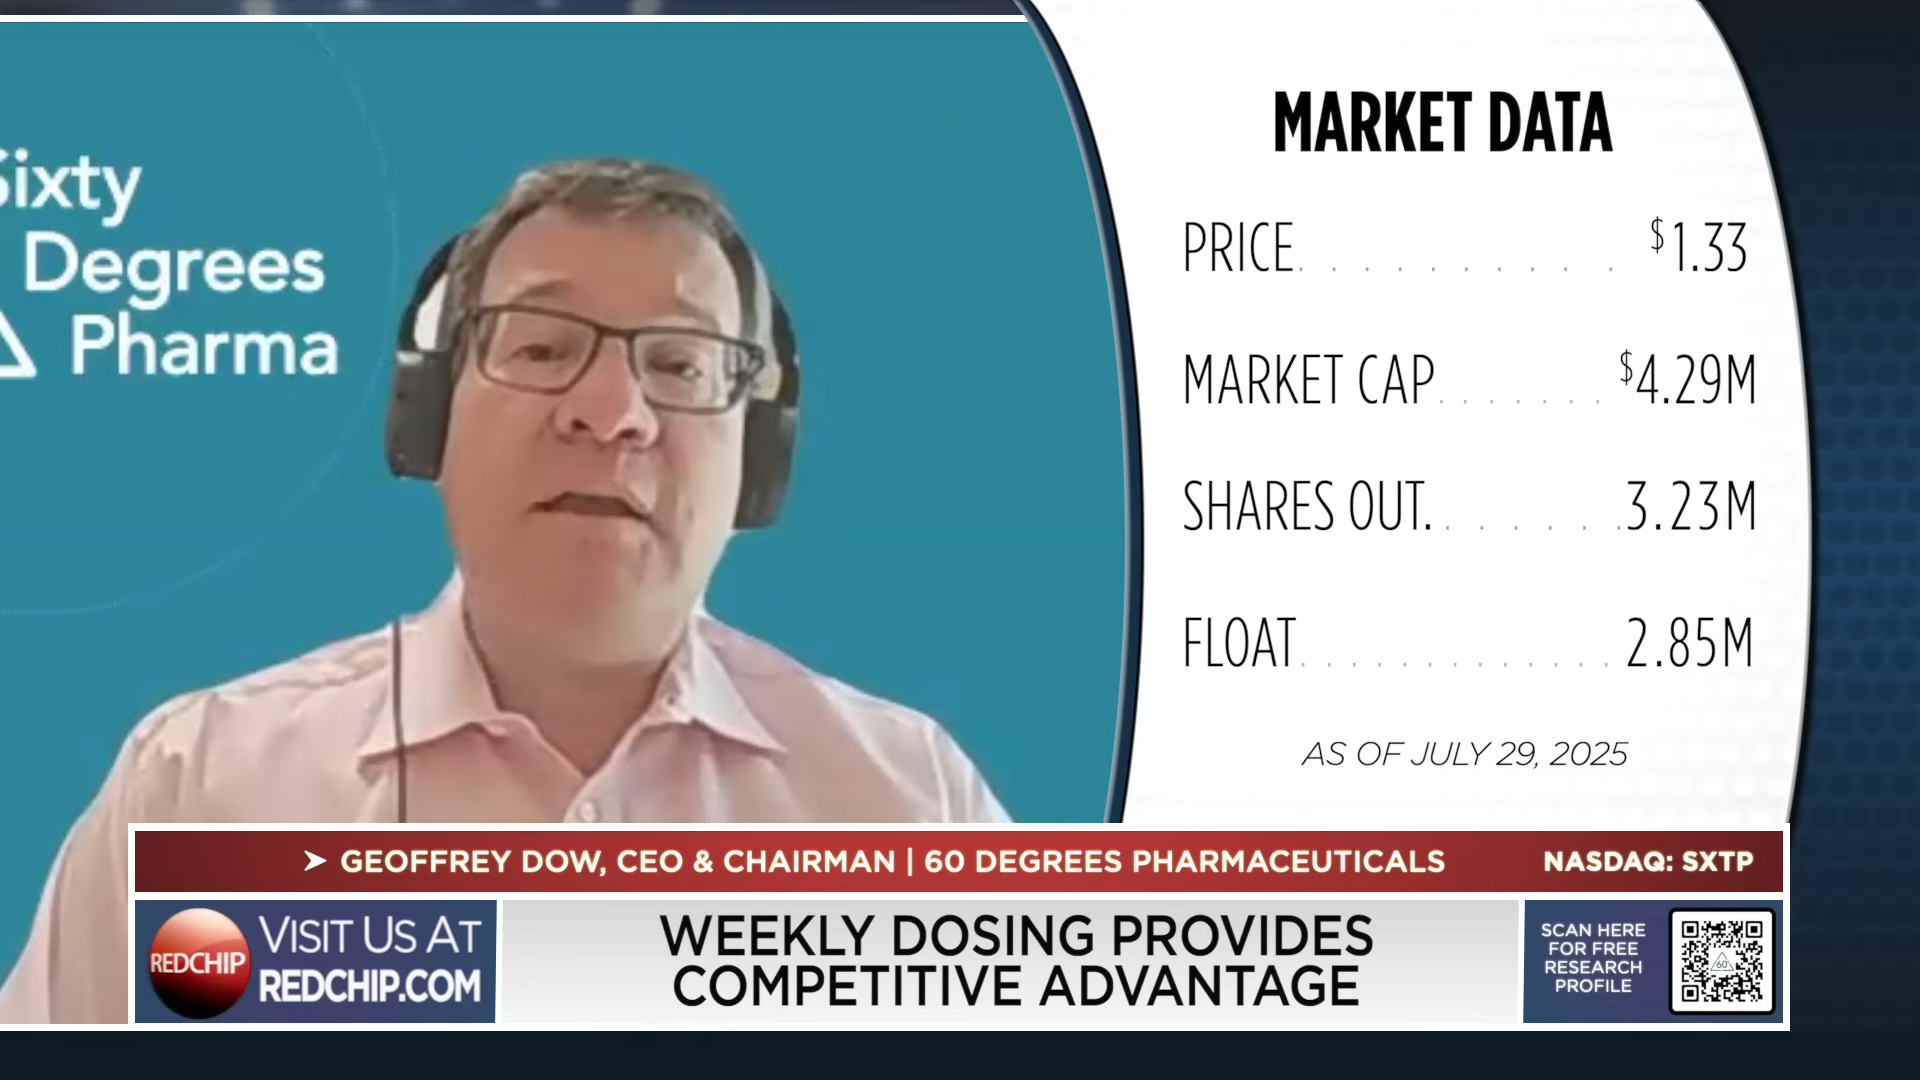 Sixty
Degrees
Pharma
MARKET DATA
PRICE. . . . . . . . . . $1.33
MARKET CAP. . . . . . . $4.29M
SHARES OUT. . . . . . . 3.23M
FLOAT. . . . . . . . . . . . . 2.85M
AS OF JULY 29, 2025
➤ GEOFFREY DOW, CEO & CHAIRMAN | 60 DEGREES PHARMACEUTICALS NASDAQ: SXTP
REDCHIP
VISIT US AT
REDCHIP.COM
WEEKLY DOSING PROVIDES
COMPETITIVE ADVANTAGE
SCAN HERE
FOR FREE
RESEARCH
PROFILE
60°